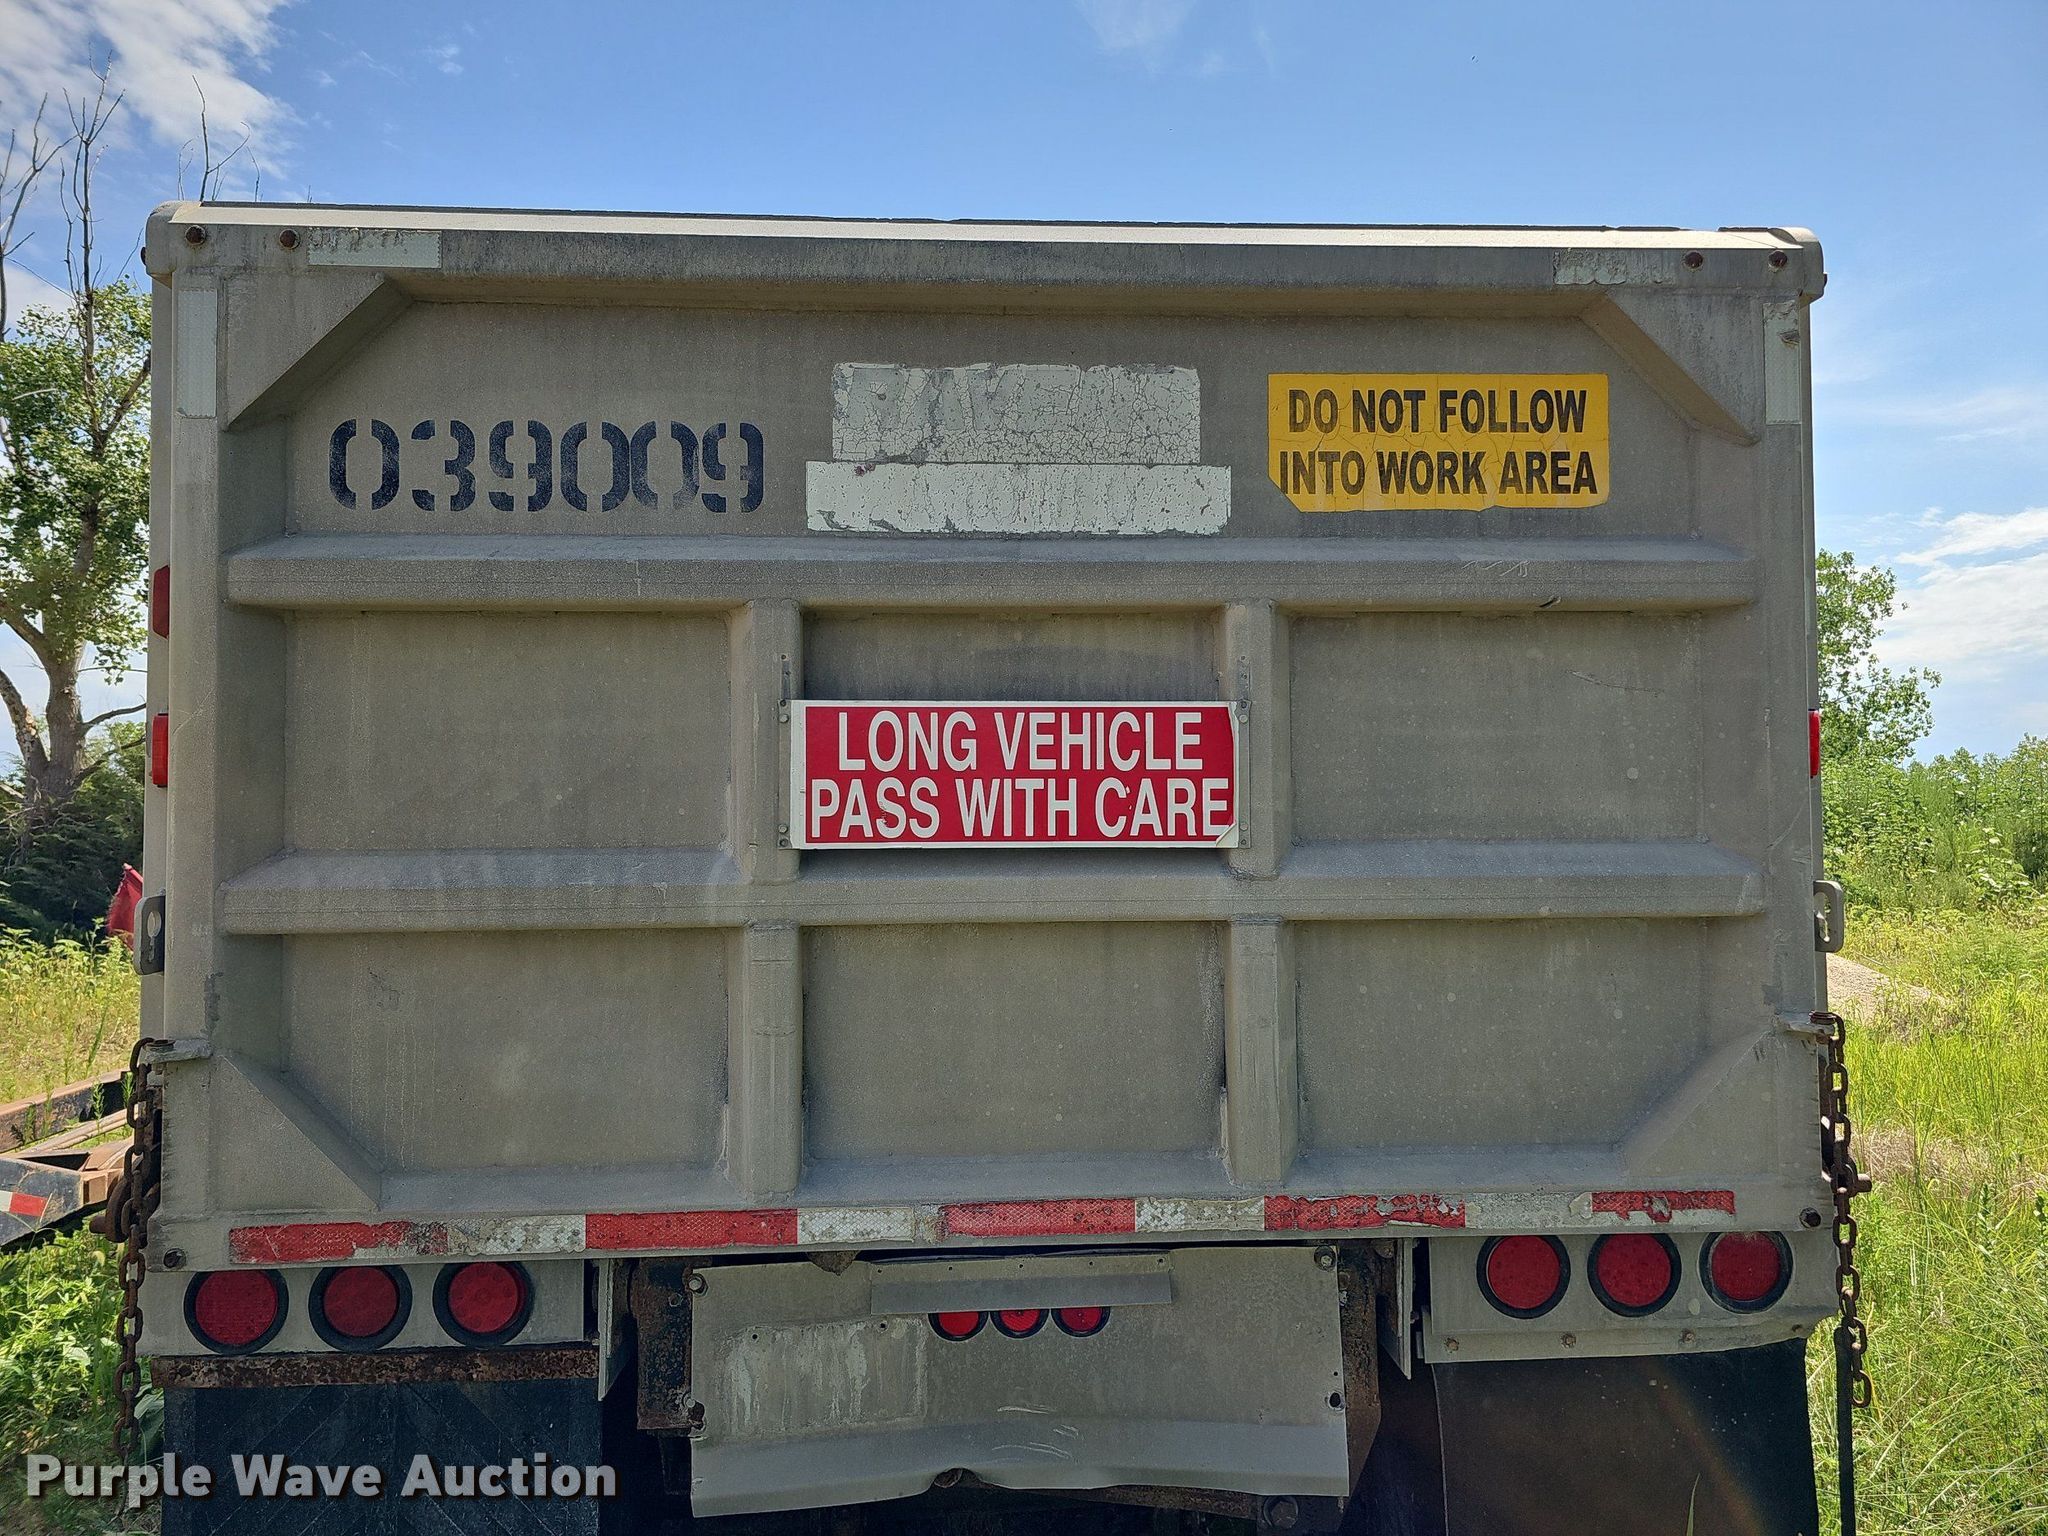 039009
DO NOT FOLLOW
INTO WORK AREA
LONG VEHICLE
PASS WITH CARE
Purple Wave Auction